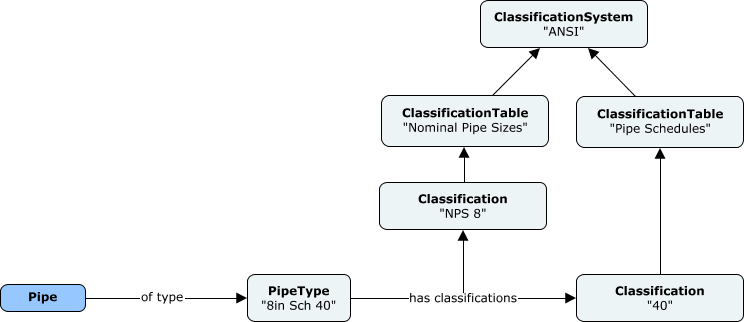 ClassificationSystem
"ANSI"
ClassificationTable
"Nominal Pipe Sizes"
ClassificationTable
"Pipe Schedules"
Classification
"NPS 8"
Pipe
of type
PipeType
"8in Sch 40"
has classifications
Classification
"40"